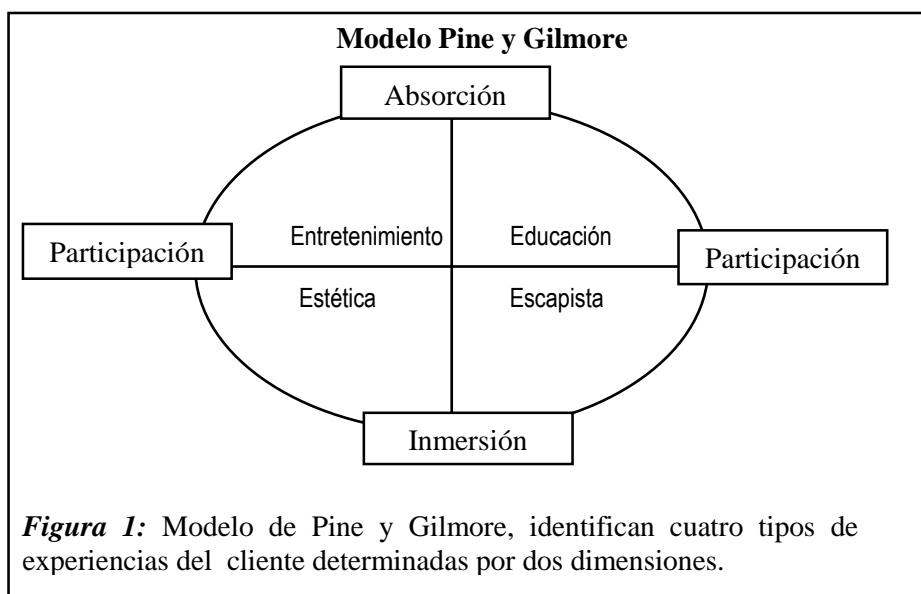 Modelo Pine y Gilmore
Absorción
Entretenimiento
Educación
Participación
Participación
Estética
Escapista
Inmersión
Figura 1: Modelo de Pine y Gilmore, identifican cuatro tipos de
experiencias del cliente determinadas por dos dimensiones.